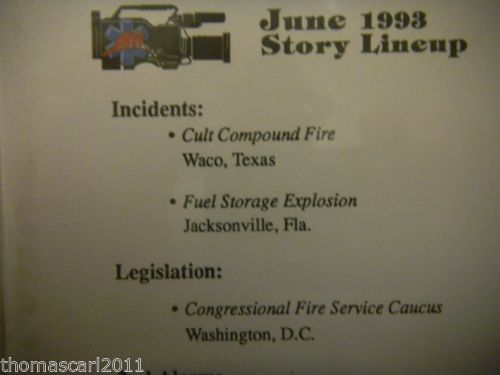 June 1993
Story Lineup
Incidents:
• Cult Compound Fire
Waco, Texas
• Fuel Storage Explosion
Jacksonville, Fla.
Legislation:
• Congressional Fire Service Caucus
Washington, D.C.
thomascarl2011